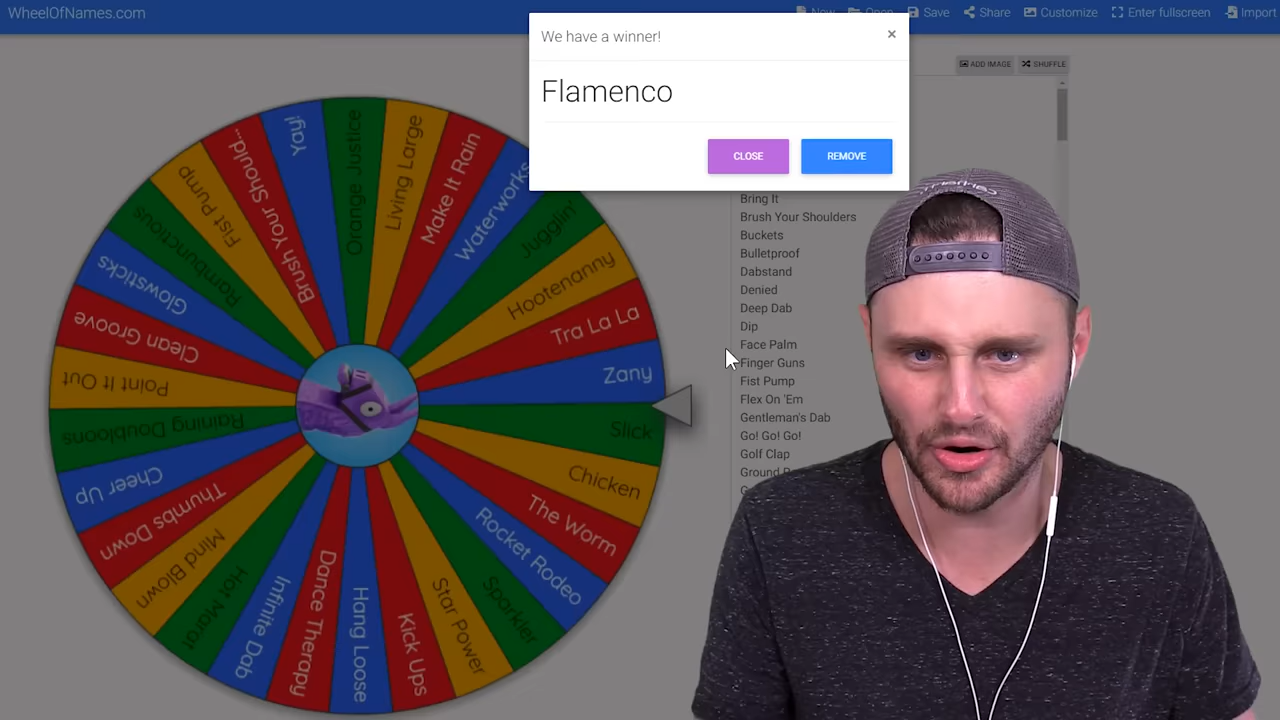 WheelOfNames.com
New
Open
Save
Share
Customize
Enter fullscreen
Import
We have a winner!
×
Flamenco
CLOSE
REMOVE
ADD IMAGE
SHUFFLE
Bring It
Brush Your Shoulders
Buckets
Bulletproof
Dabstand
Denied
Deep Dab
Dip
Face Palm
Finger Guns
Fist Pump
Flex On 'Em
Gentleman's Dab
Go! Go! Go!
Golf Clap
Ground
Yay!
Orange Justice
Living Large
Make It Rain
Waterworks
Jugglin'
Hootenanny
Tra La La
Zany
Slick
Chicken
The Worm
Rocket Rodeo
Sparkler
Star Power
Kick Ups
Hang Loose
Dance Therapy
Infinite Dab
Hot Marat
Mind Blown
Thumbs Down
Cheer Up
Raining Doubloons
Point It Out
Clean Groove
Glowsticks
Rambunctious
Fist Pump
Brush Your Should...